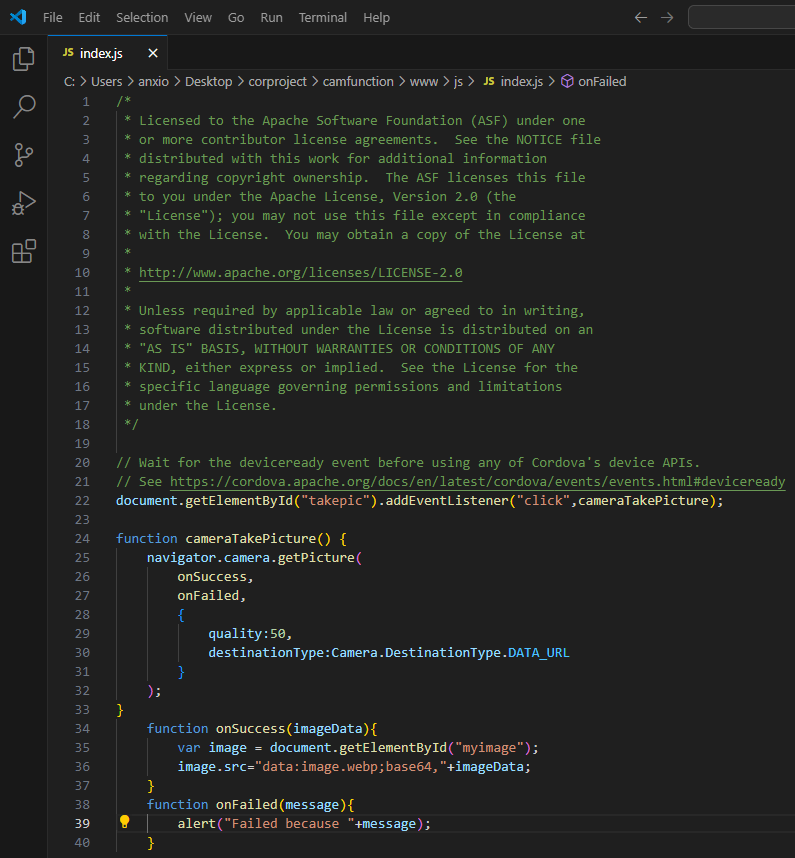 File Edit Selection View Go Run Terminal Help
JS index.js
C: > Users > anxio > Desktop > corproject > camfunction > www > js > JS index.js > onFailed
1 /*
2 * Licensed to the Apache Software Foundation (ASF) under one
3 * or more contributor license agreements.  See the NOTICE file
4 * distributed with this work for additional information
5 * regarding copyright ownership.  The ASF licenses this file
6 * to you under the Apache License, Version 2.0 (the
7 * "License"); you may not use this file except in compliance
8 * with the License.  You may obtain a copy of the License at
9 *
10 * http://www.apache.org/licenses/LICENSE-2.0
11 *
12 * Unless required by applicable law or agreed to in writing,
13 * software distributed under the License is distributed on an
14 * "AS IS" BASIS, WITHOUT WARRANTIES OR CONDITIONS OF ANY
15 * KIND, either express or implied.  See the License for the
16 * specific language governing permissions and limitations
17 * under the License.
18 */
19
20 // Wait for the deviceready event before using any of Cordova's device APIs.
21 // See https://cordova.apache.org/docs/en/latest/cordova/events/events.html#deviceready
22 document.getElementById("takepic").addEventListener("click",cameraTakePicture);
23
24 function cameraTakePicture() {
25     navigator.camera.getPicture(
26         onSuccess,
27         onFailed,
28         {
29             quality:50,
30             destinationType:Camera.DestinationType.DATA_URL
31         }
32     );
33 }
34     function onSuccess(imageData){
35         var image = document.getElementById("myimage");
36         image.src="data:image.webp;base64,"+imageData;
37     }
38     function onFailed(message){
39         alert("Failed because "+message);
40     }